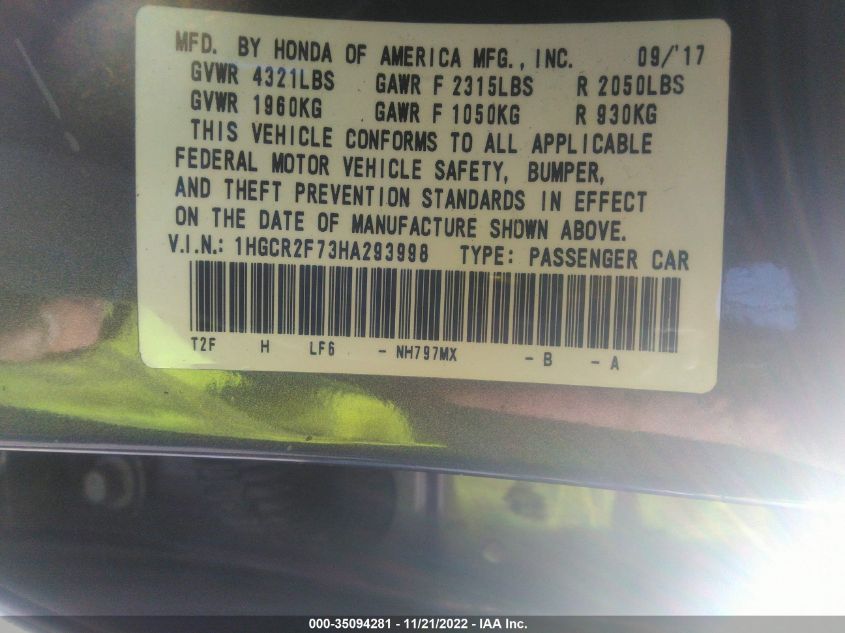 MFD. BY HONDA OF AMERICA MFG., INC. 09/'17
GVWR 4321LBS GAWR F 2315LBS R 2050LBS
GVWR 1960KG GAWR F 1050KG R 930KG
THIS VEHICLE CONFORMS TO ALL APPLICABLE
FEDERAL MOTOR VEHICLE SAFETY, BUMPER,
AND THEFT PREVENTION STANDARDS IN EFFECT
ON THE DATE OF MANUFACTURE SHOWN ABOVE.
V.I.N.: 1HGCR2F73HA293998 TYPE: PASSENGER CAR
T2F H LF6 - NH797MX - B - A
000-35094281 - 11/21/2022 - IAA Inc.